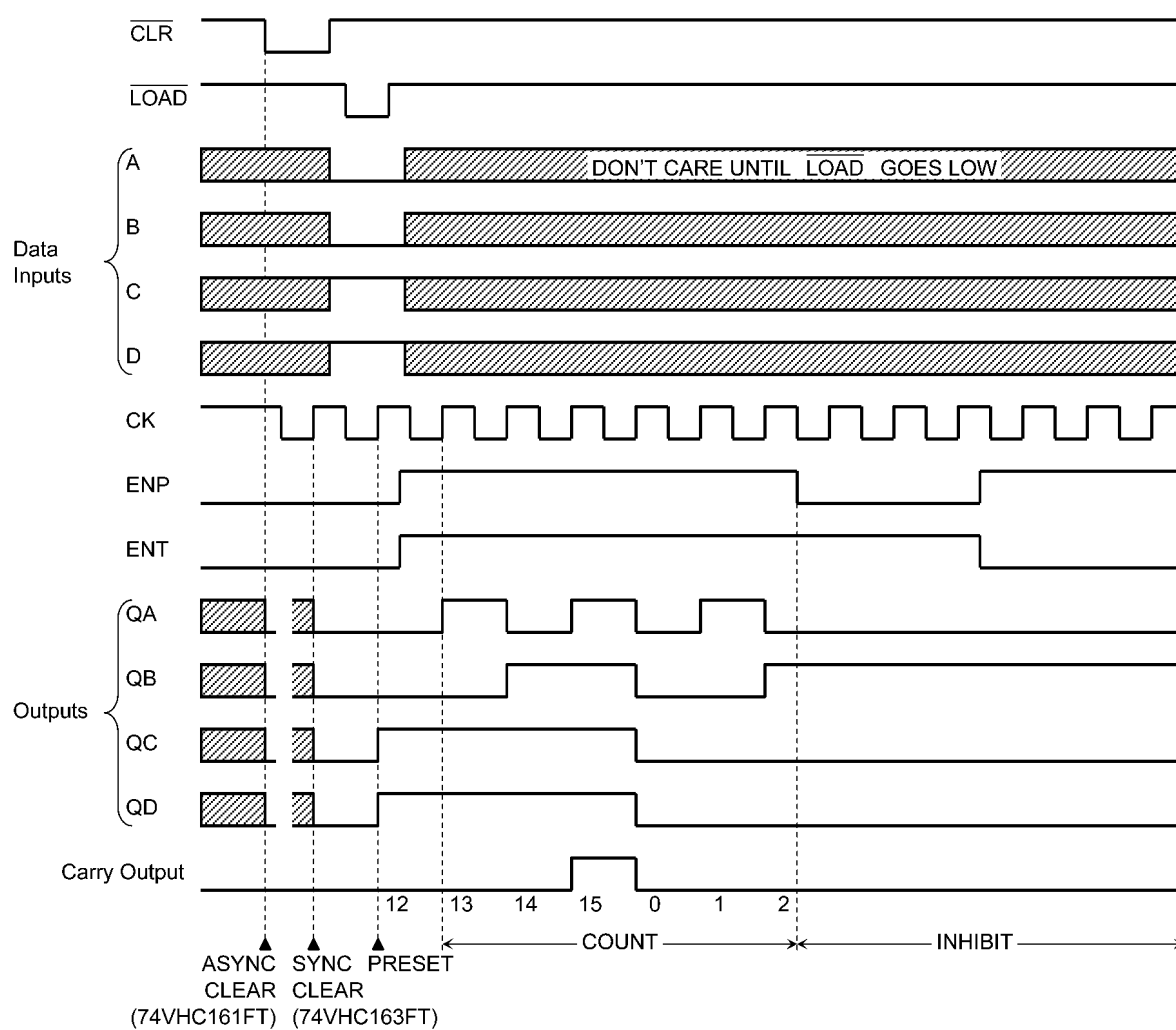 CLR
LOAD
A
DON'T CARE UNTIL LOAD GOES LOW
B
Data
Inputs
C
D
CK
ENP
ENT
QA
QB
Outputs
QC
QD
Carry Output
12 13 14 15 0 1 2
COUNT INHIBIT
ASYNC SYNC PRESET
CLEAR CLEAR
(74VHC161FT) (74VHC163FT)